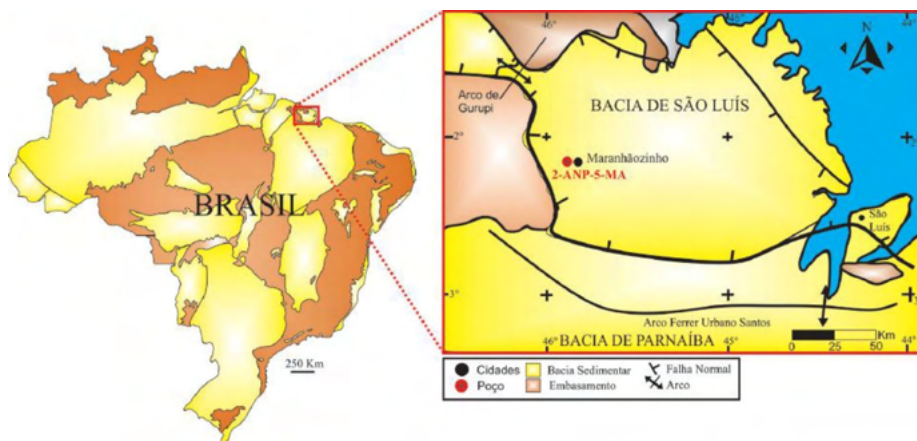 BRASIL
250 Km
46°
45°
44°
N
Arco de
Gurupi
BACIA DE SÃO LUÍS
2°
Maranhãozinho
2-ANP-5-MA
São
Luís
3°
Arco Ferrer Urbano Santos
Km
0
25
50
BACIA DE PARNAÍBA
46°
45°
44°
Cidades
Bacia Sedimentar
Falha Normal
Poço
Embasamento
Arco